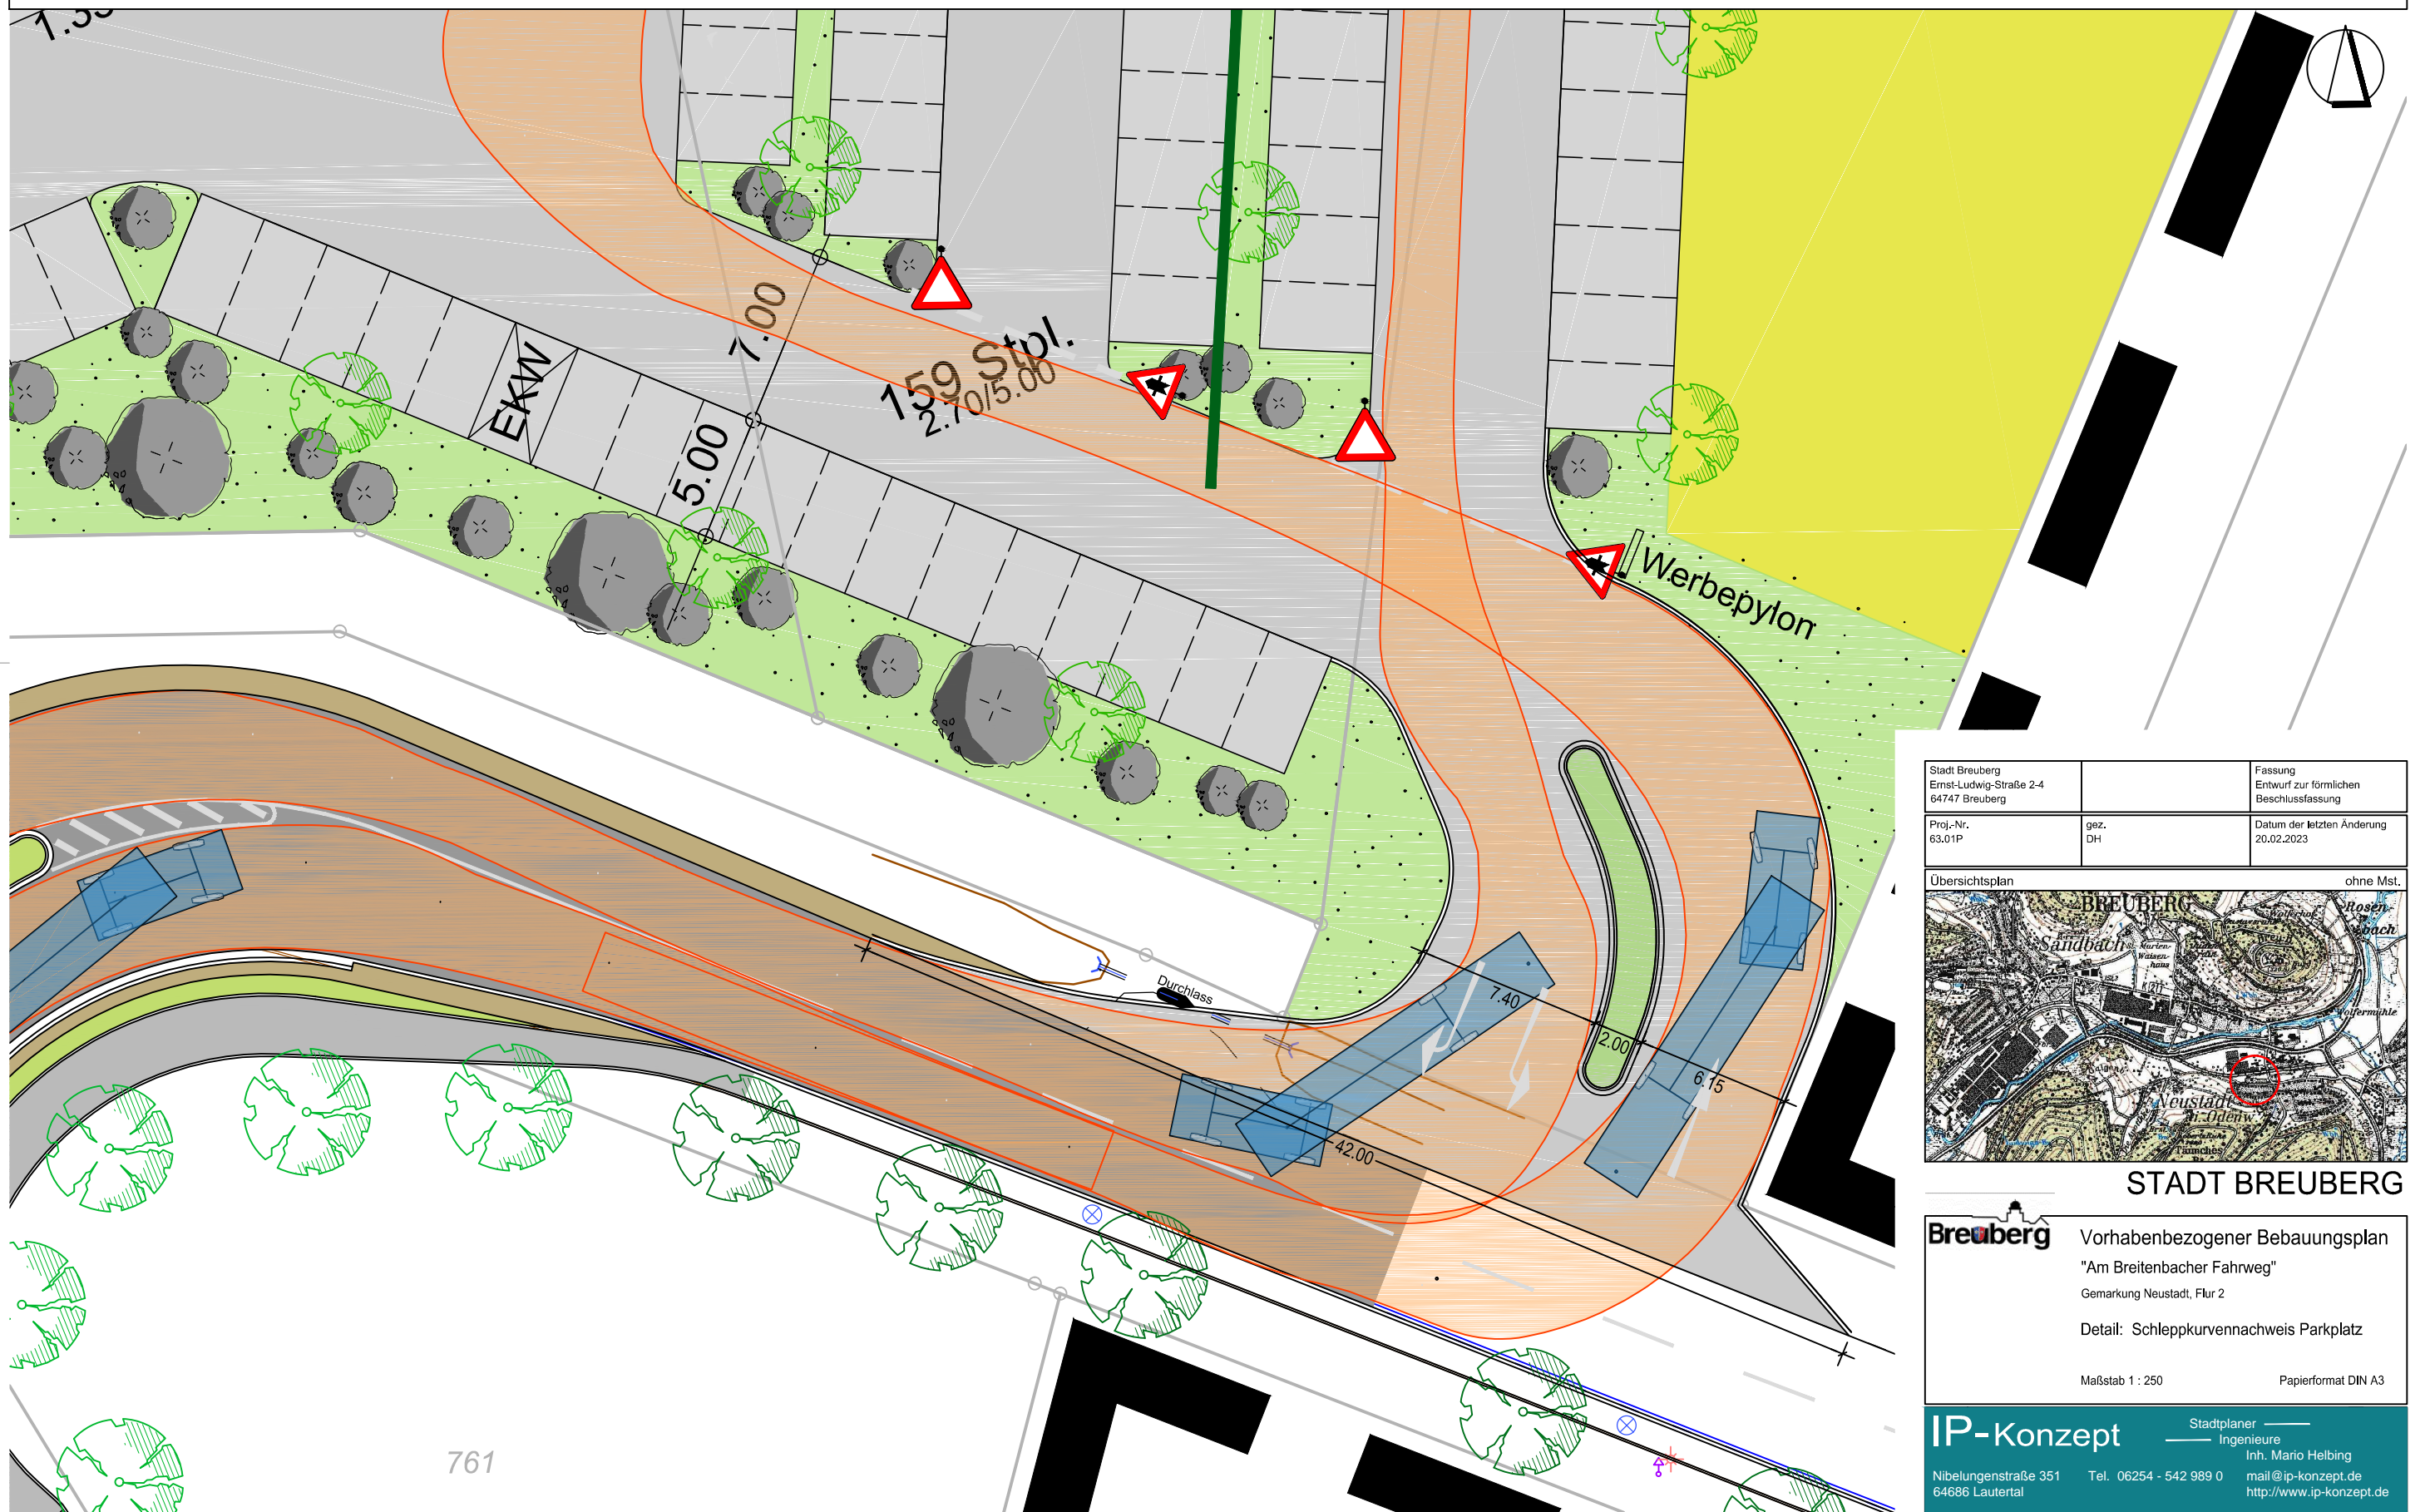 EKW
7.00
5.00
159 Stpl.
2.70/5.00
Werbepylon
Durchlass
7.40
2.00
6.15
42.00
761
Stadt Breuberg
Ernst-Ludwig-Straße 2-4
64747 Breuberg
Fassung
Entwurf zur förmlichen
Beschlussfassung
Proj.-Nr.
63.01P
gez.
DH
Datum der letzten Änderung
20.02.2023
Übersichtsplan
ohne Mst.
BREUBERG
Sandbach
Rosen-
bach
Neustadt
STADT BREUBERG
Breuberg
Vorhabenbezogener Bebauungsplan
"Am Breitenbacher Fahrweg"
Gemarkung Neustadt, Flur 2
Detail: Schleppkurvennachweis Parkplatz
Maßstab 1 : 250
Papierformat DIN A3
IP-Konzept
Stadtplaner
Ingenieure
Inh. Mario Helbing
Nibelungenstraße 351
64686 Lautertal
Tel. 06254 - 542 989 0
mail@ip-konzept.de
http://www.ip-konzept.de